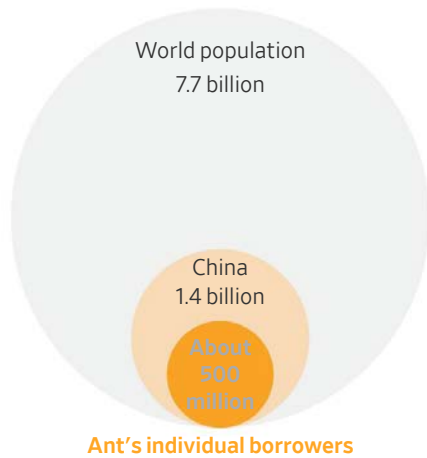 World population
7.7 billion
China
1.4 billion
About
500
million
Ant's individual borrowers